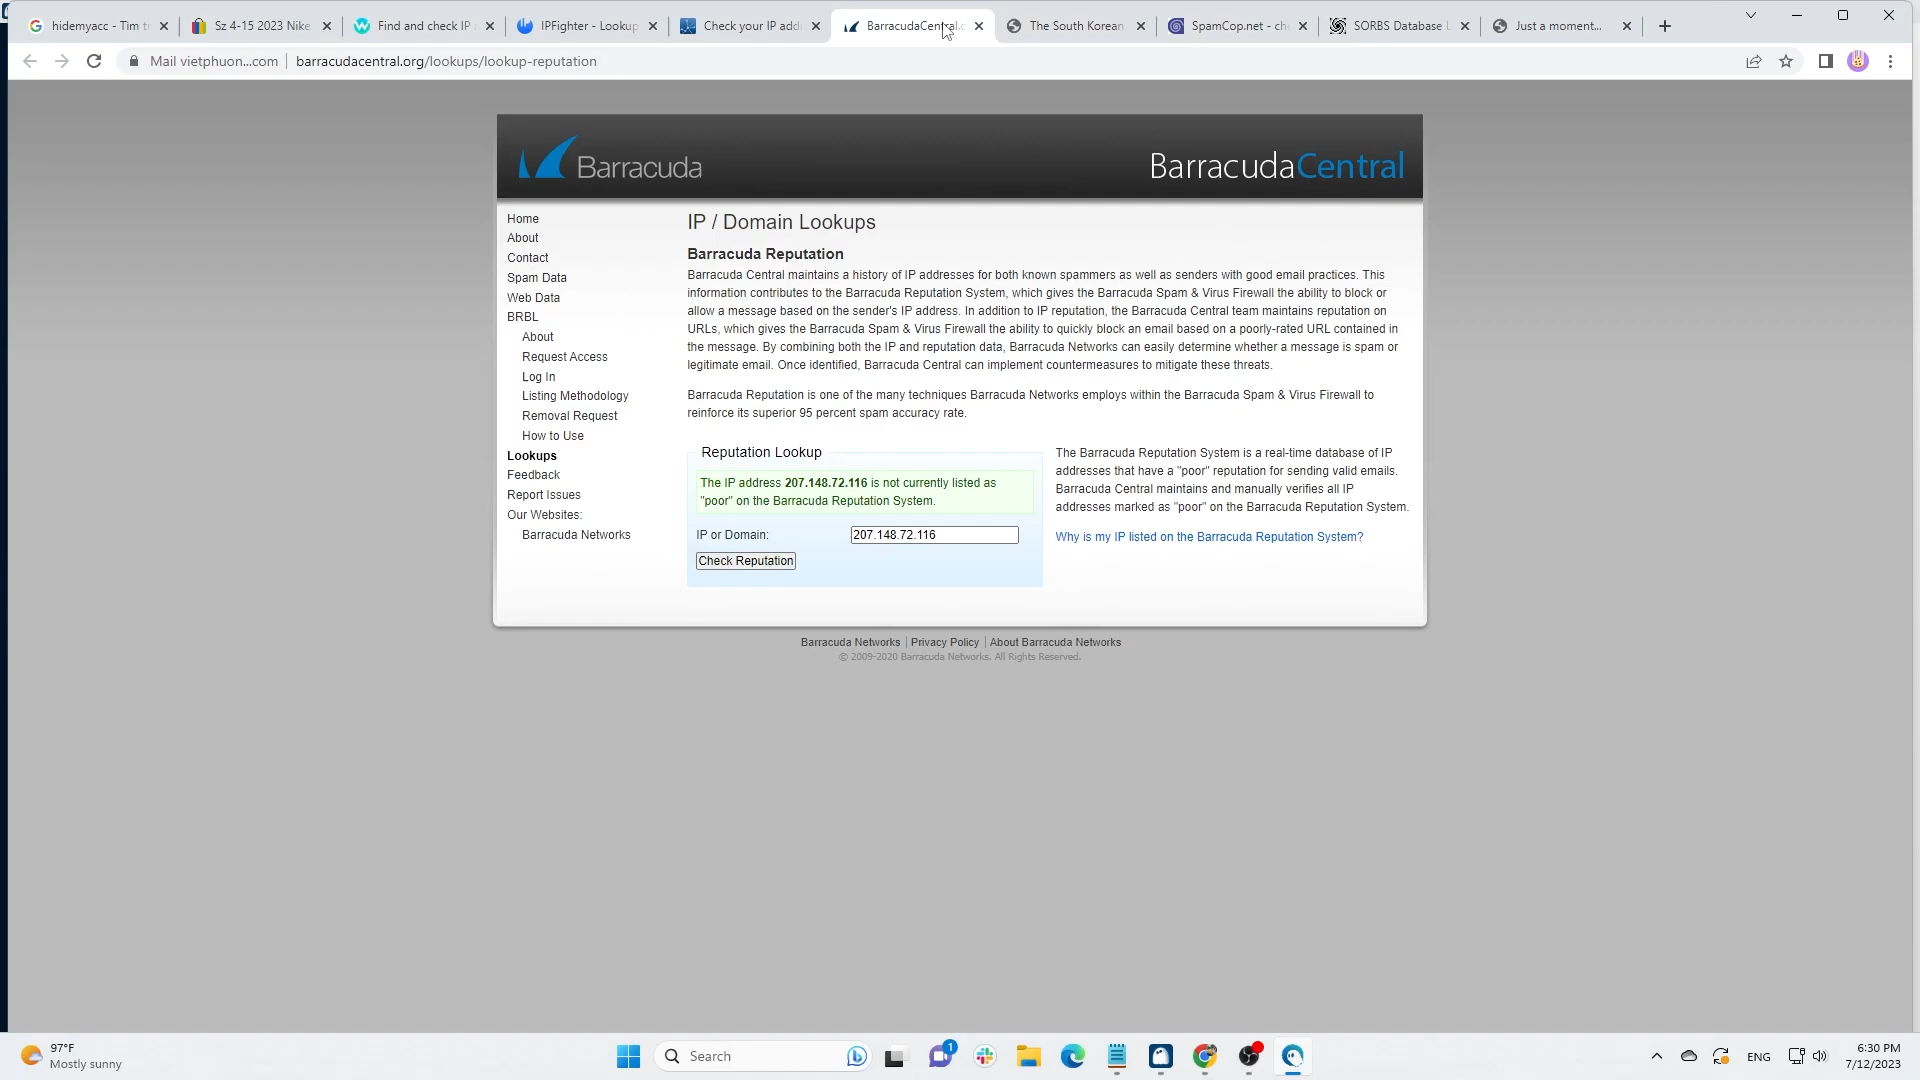 hidemyacc - Tim t
Sz 4-15 2023 Nike
Find and check IP
IPFighter - Lookup
Check your IP add
BarracudaCentral.
The South Korean
SpamCop.net - ch
SORBS Database L
Just a moment...
Mail vietphuon...com
barracudacentral.org/lookups/lookup-reputation
Barracuda
BarracudaCentral
Home
About
Contact
Spam Data
Web Data
BRBL
About
Request Access
Log In
Listing Methodology
Removal Request
How to Use
Lookups
Feedback
Report Issues
Our Websites:
Barracuda Networks
IP / Domain Lookups
Barracuda Reputation
Barracuda Central maintains a history of IP addresses for both known spammers as well as senders with good email practices. This
information contributes to the Barracuda Reputation System, which gives the Barracuda Spam & Virus Firewall the ability to block or
allow a message based on the sender's IP address. In addition to IP reputation, the Barracuda Central team maintains reputation on
URLs, which gives the Barracuda Spam & Virus Firewall the ability to quickly block an email based on a poorly-rated URL contained in
the message. By combining both the IP and reputation data, Barracuda Networks can easily determine whether a message is spam or
legitimate email. Once identified, Barracuda Central can implement countermeasures to mitigate these threats.
Barracuda Reputation is one of the many techniques Barracuda Networks employs within the Barracuda Spam & Virus Firewall to
reinforce its superior 95 percent spam accuracy rate.
Reputation Lookup
The IP address 207.148.72.116 is not currently listed as
"poor" on the Barracuda Reputation System.
IP or Domain:
207.148.72.116
Check Reputation
The Barracuda Reputation System is a real-time database of IP
addresses that have a "poor" reputation for sending valid emails.
Barracuda Central maintains and manually verifies all IP
addresses marked as "poor" on the Barracuda Reputation System.
Why is my IP listed on the Barracuda Reputation System?
Barracuda Networks | Privacy Policy | About Barracuda Networks
© 2009-2020 Barracuda Networks. All Rights Reserved.
97°F
Mostly sunny
Search
1
ENG
6:30 PM
7/12/2023